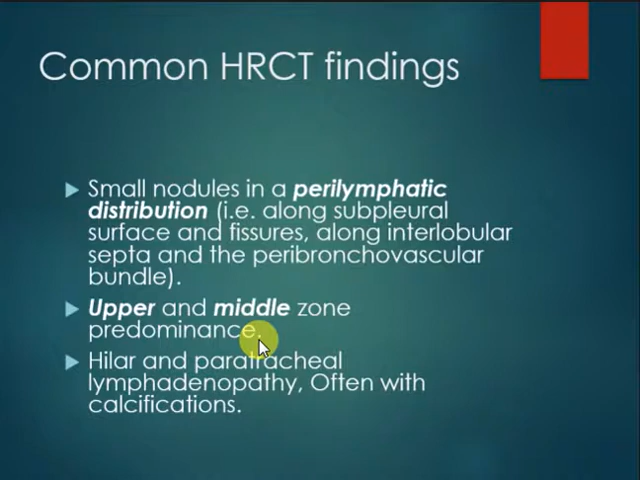 Common HRCT findings
Small nodules in a perilymphatic
distribution (i.e. along subpleural
surface and fissures, along interlobular
septa and the peribronchovascular
bundle).
Upper and middle zone
predominance.
Hilar and paratracheal
lymphadenopathy, Often with
calcifications.